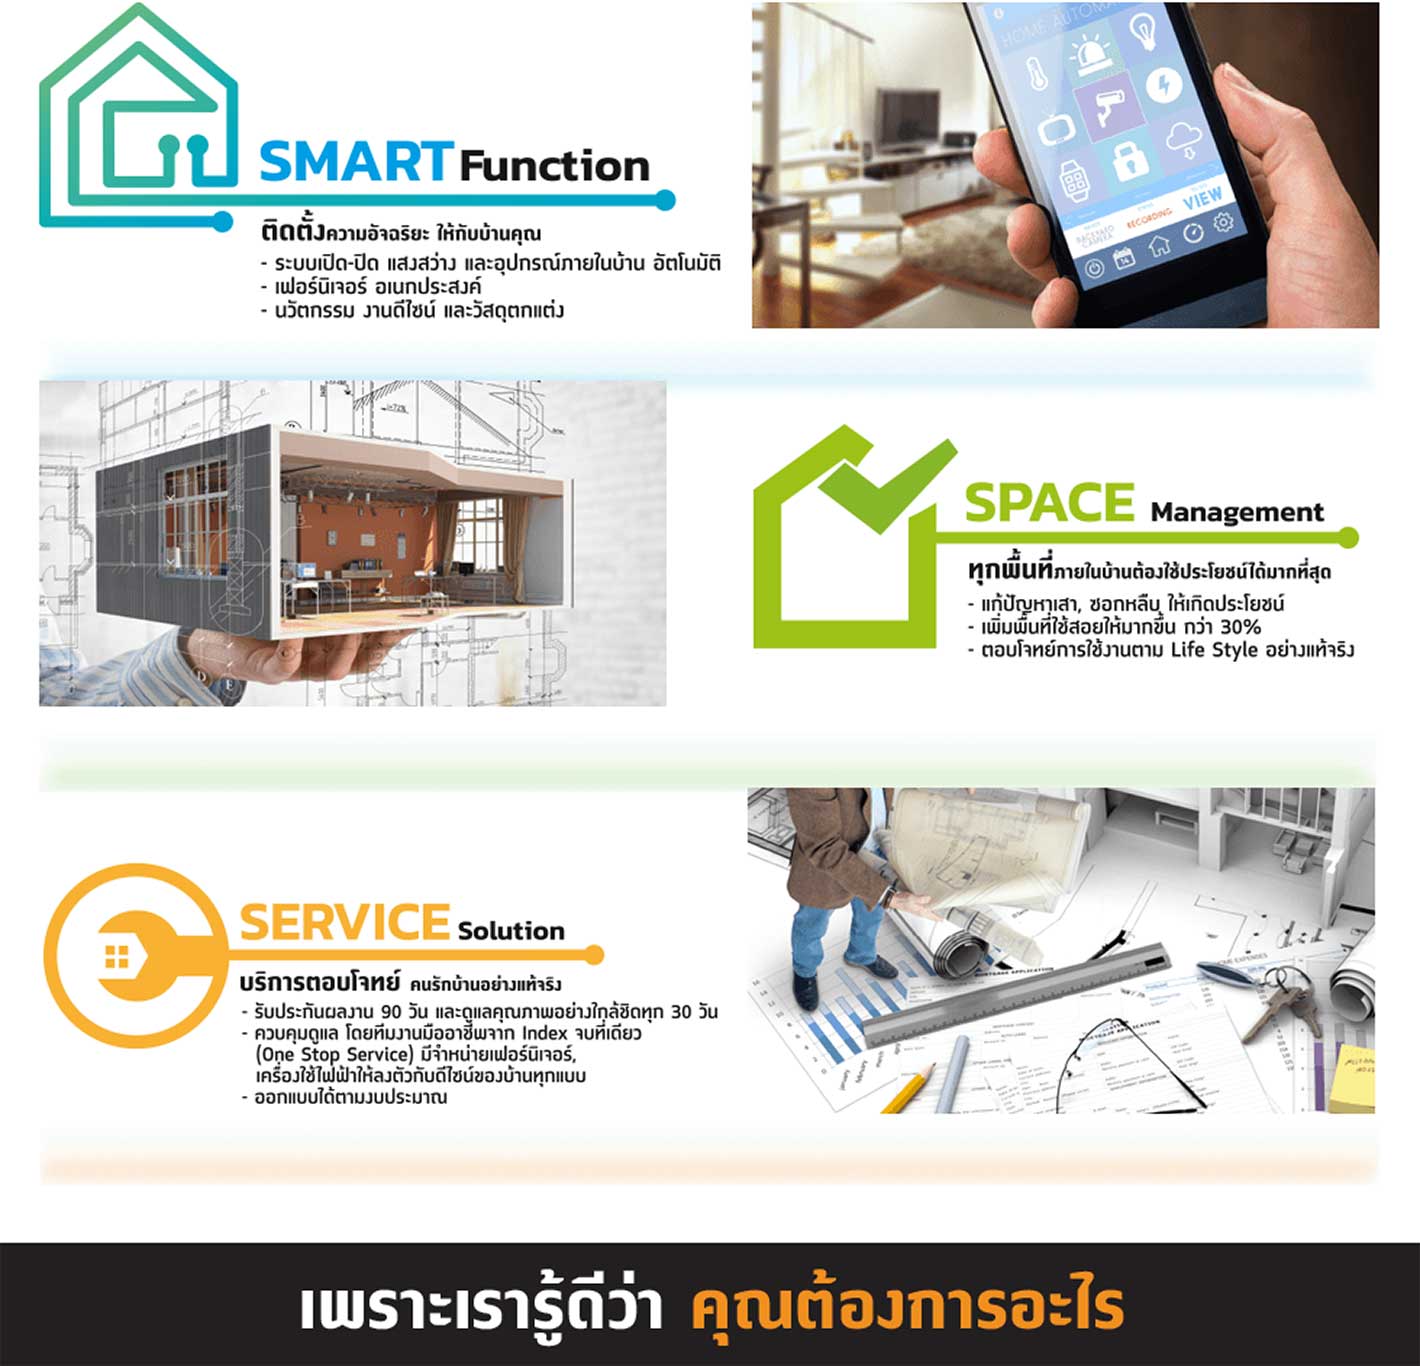 SMART Function
ติดตั้งความอัจฉริยะ ให้กับบ้านคุณ
- ระบบเปิด-ปิด แสงสว่าง และอุปกรณ์ภายในบ้าน อัตโนมัติ
- เฟอร์นิเจอร์ อเนกประสงค์
- นวัตกรรม งานดีไซน์ และวัสดุตกแต่ง
HOME AUTOMA
BACKYARD CAMERA
RECORDING
VIEW
14
SPACE Management
ทุกพื้นที่ภายในบ้านต้องใช้ประโยชน์ได้มากที่สุด
- แก้ปัญหาเสา, ซอกหลืบ ให้เกิดประโยชน์
- เพิ่มพื้นที่ใช้สอยให้มากขึ้น กว่า 30%
- ตอบโจทย์การใช้งานตาม Life Style อย่างแท้จริง
SERVICE Solution
บริการตอบโจทย์ คนรักบ้านอย่างแท้จริง
- รับประกันผลงาน 90 วัน และดูแลคุณภาพอย่างใกล้ชิดทุก 30 วัน
- ควบคุมดูแล โดยทีมงานมืออาชีพจาก Index จบที่เดียว
(One Stop Service) มีจำหน่ายเฟอร์นิเจอร์,
เครื่องใช้ไฟฟ้าให้ลงตัวกับดีไซน์ของบ้านทุกแบบ
- ออกแบบได้ตามงบประมาณ
MORTGAGE APPLICATION
HOME EXPENSES
january
february
march
เพราะเรารู้ดีว่า คุณต้องการอะไร